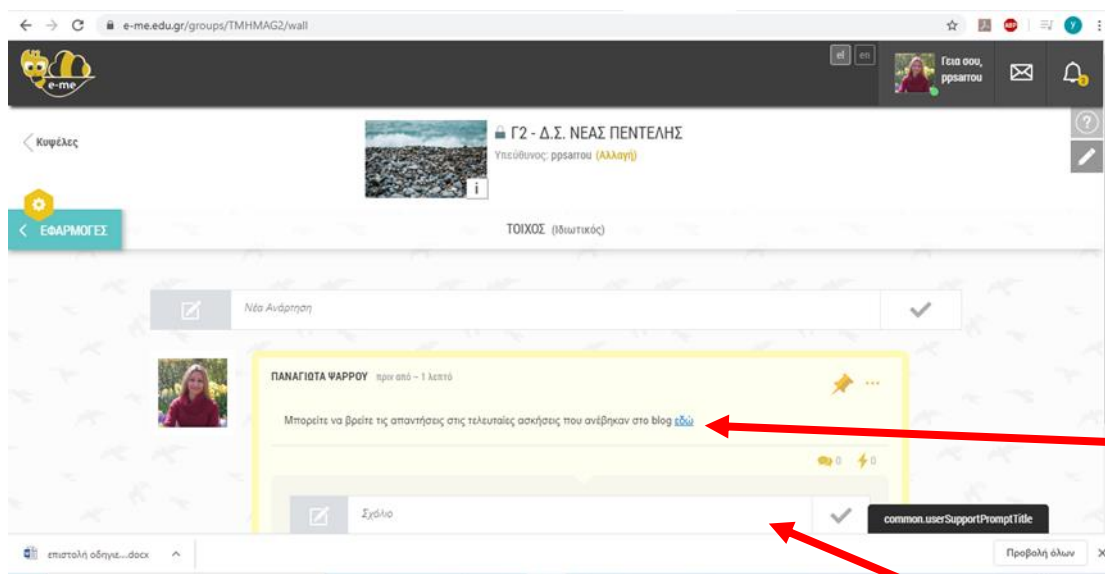 e-me.edu.gr/groups/TMHMAG2/wall
ABP
y
e-me
el en
Γεια σου,
ppsarrou
3
Κυψέλες
Γ2 - Δ.Σ. ΝΕΑΣ ΠΕΝΤΕΛΗΣ
Υπεύθυνος: ppsarrou (Αλλαγή)
i
?
ΕΦΑΡΜΟΓΕΣ
ΤΟΙΧΟΣ (Ιδιωτικός)
Νέα Ανάρτηση
ΠΑΝΑΓΙΩΤΑ ΨΑΡΡΟΥ πριν από ~ 1 λεπτό
Μπορείτε να βρείτε τις απαντήσεις στις τελευταίες ασκήσεις που ανέβηκαν στο blog εδώ
0 0
Σχόλιο
common.userSupportPromptTitle
επιστολή οδηγιε....docx
Προβολή όλων